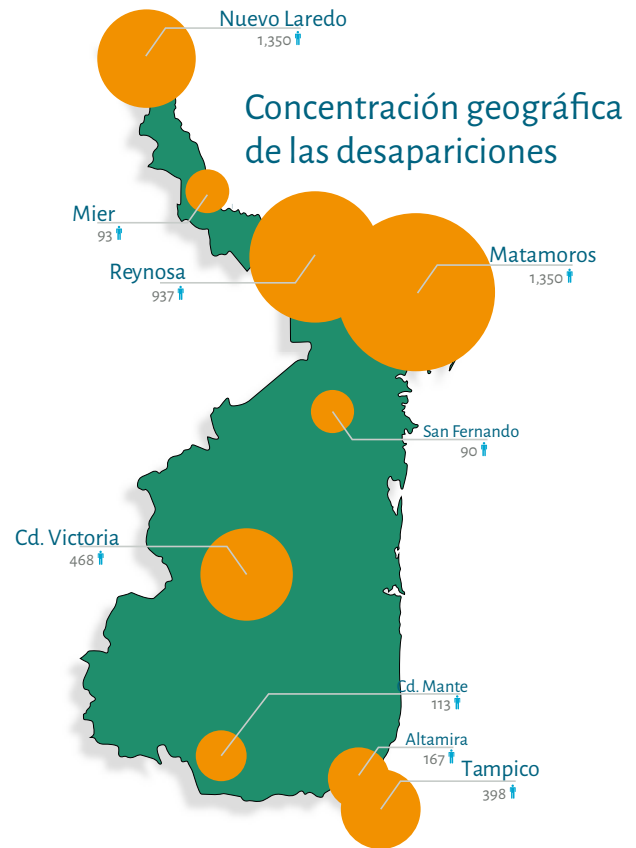 Nuevo Laredo
1,350
Concentración geográfica
de las desapariciones
Mier
93
Reynosa
937
Matamoros
1,350
San Fernando
90
Cd. Victoria
468
Cd. Mante
113
Altamira
167
Tampico
398